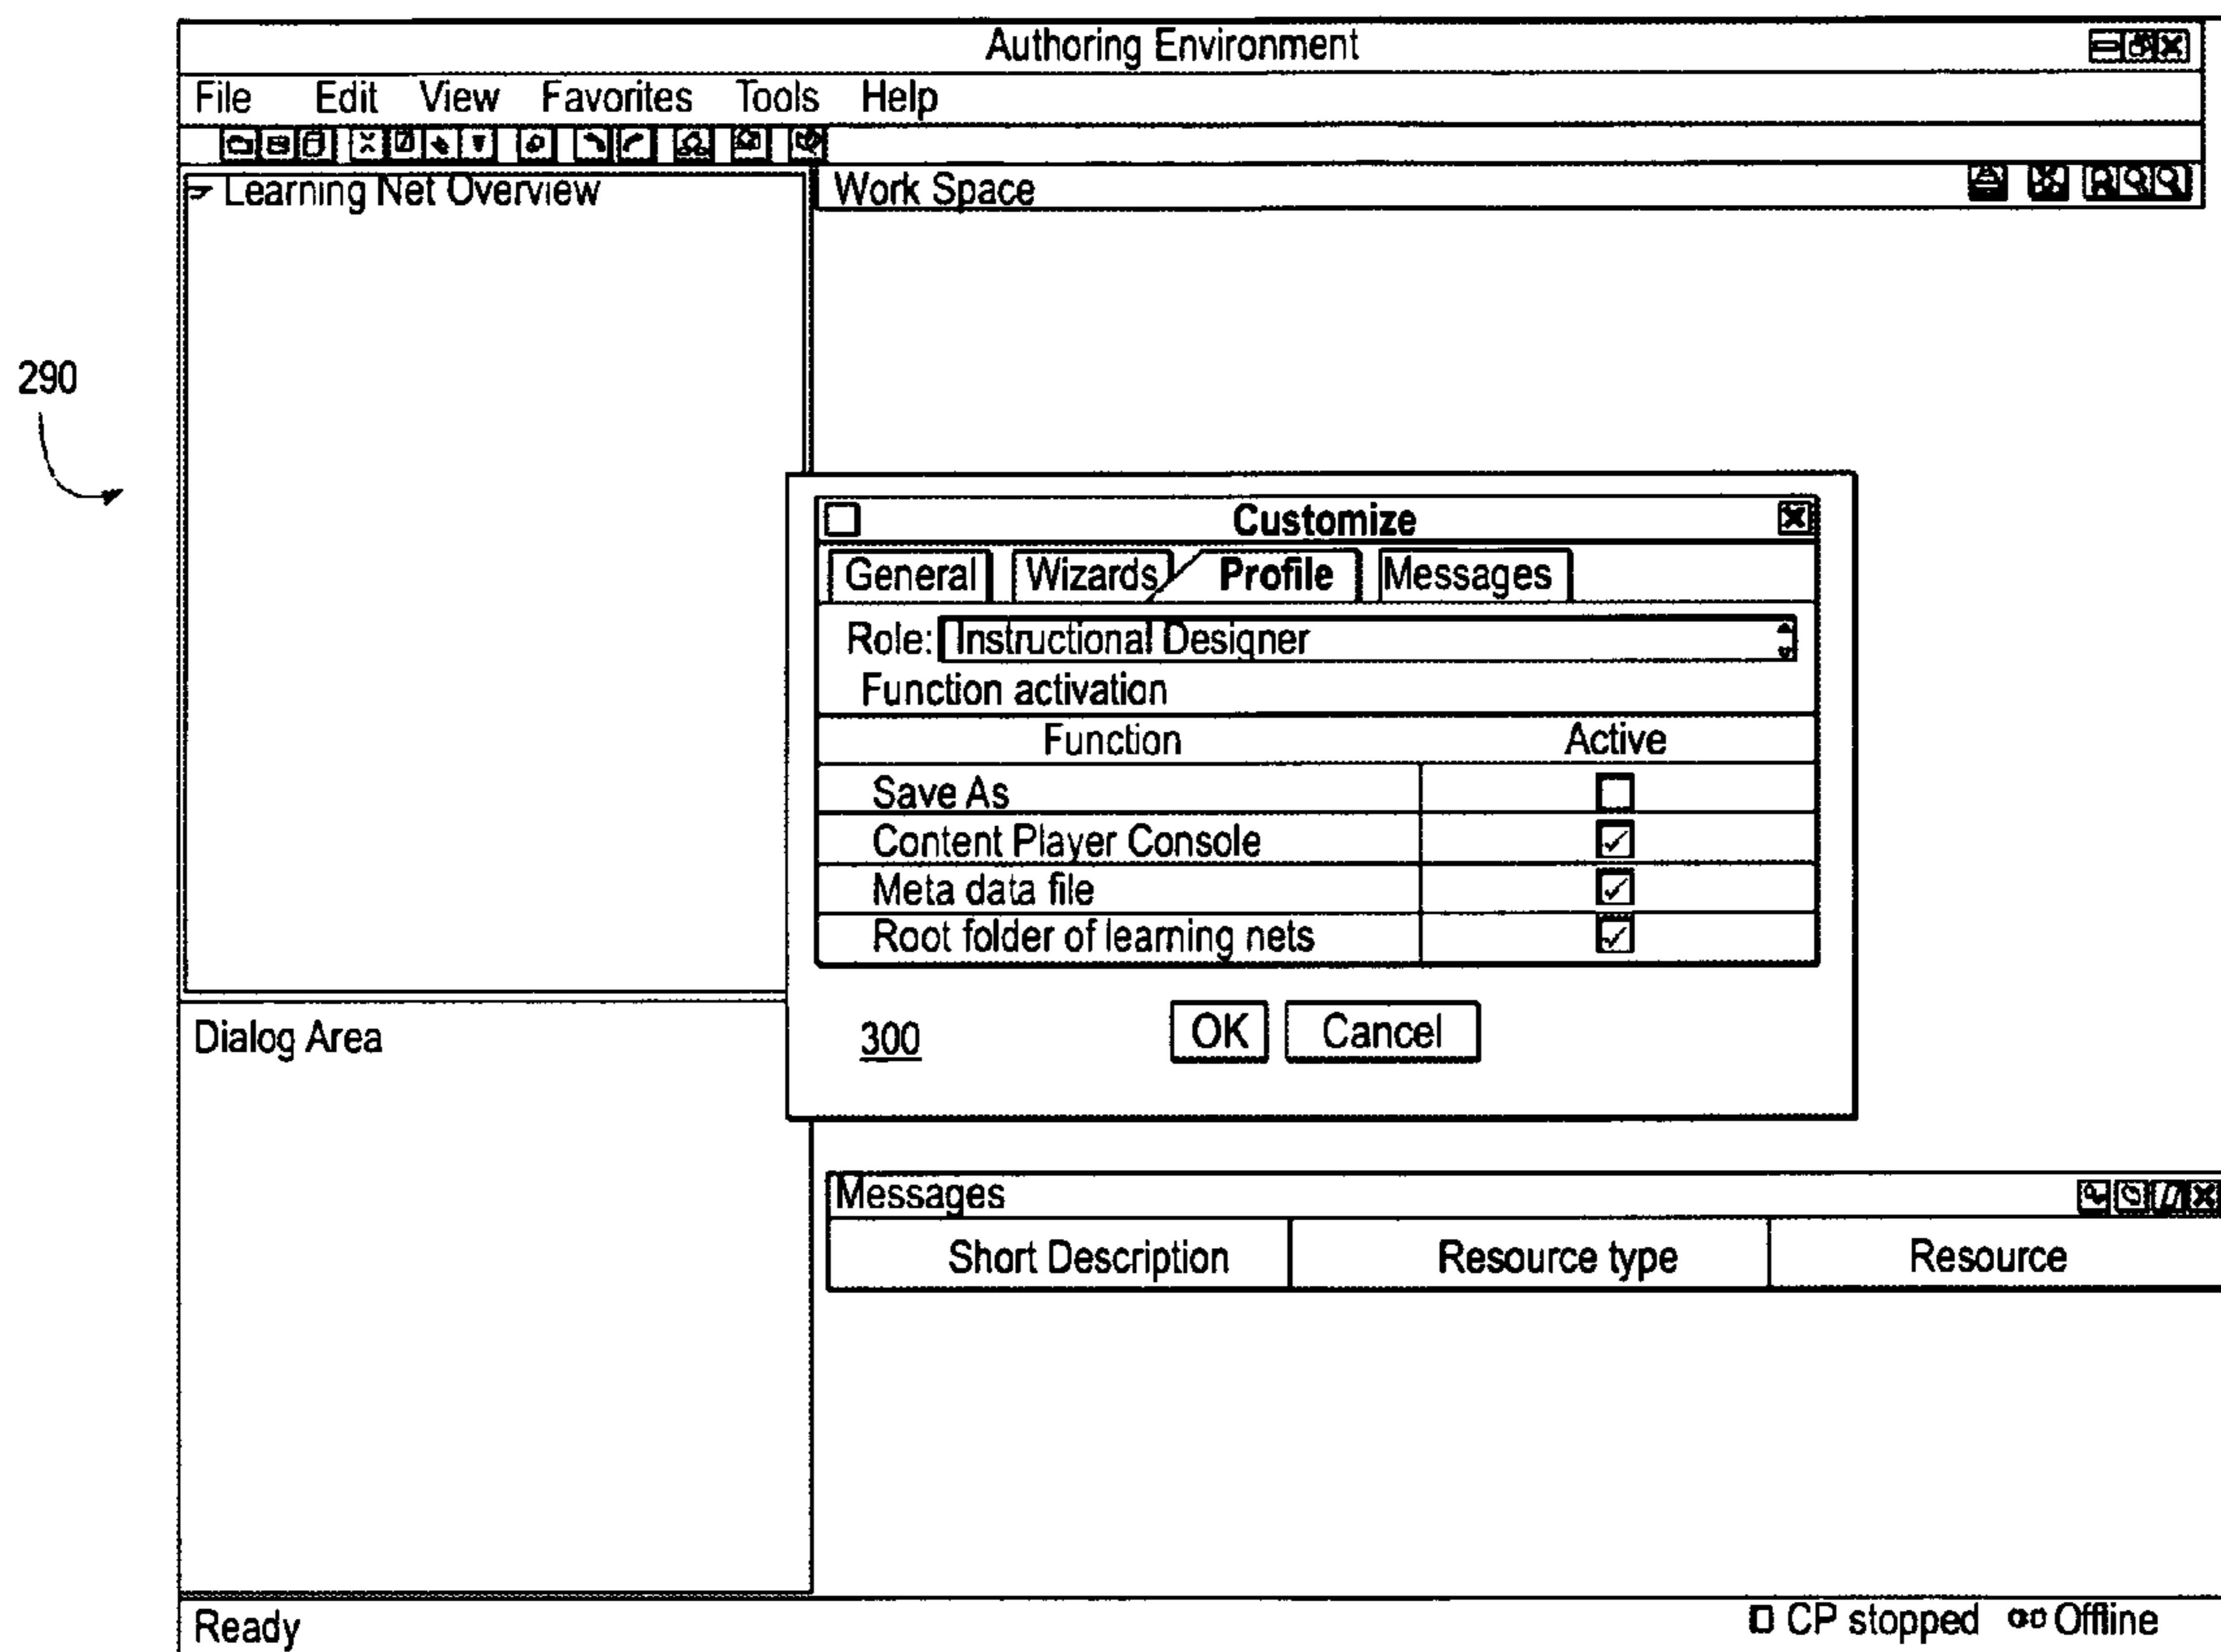 Authoring Environment
File Edit View Favorites Tools Help
Learning Net Overview
Work Space
290
Customize
General Wizards Profile Messages
Role: Instructional Designer
Function activation
Function Active
Save As
Content Player Console
Meta data file
Root folder of learning nets
300 OK Cancel
Dialog Area
Messages
Short Description Resource type Resource
Ready CP stopped Offline